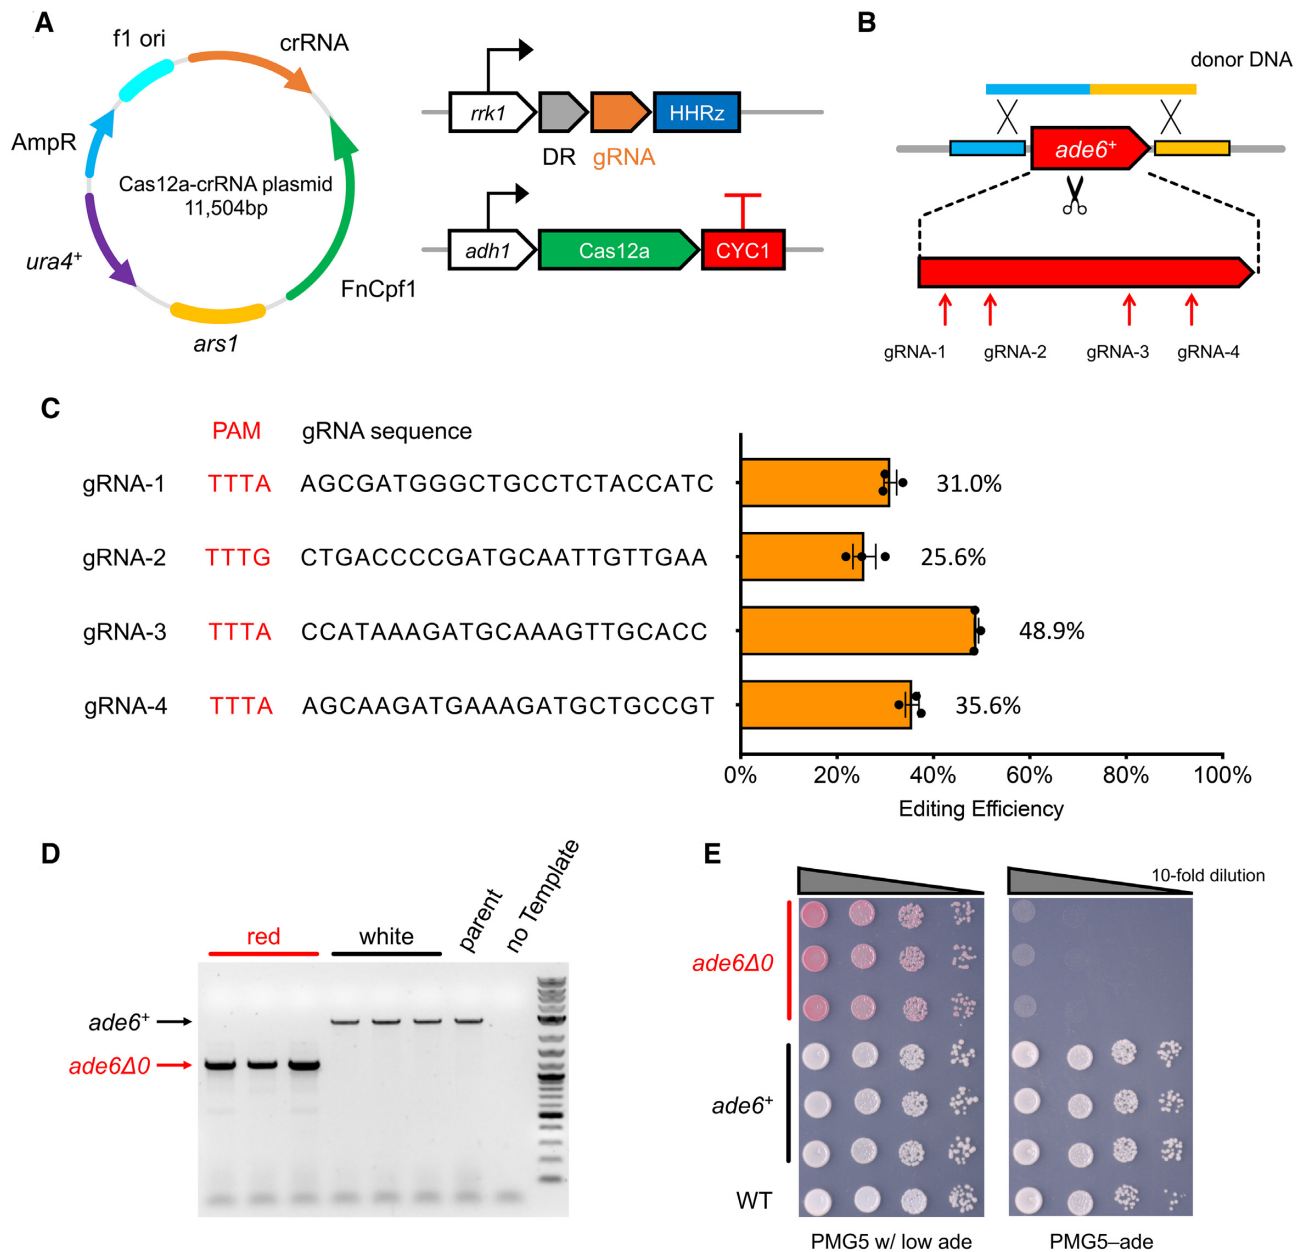 A
f1 ori
crRNA
AmpR
Cas12a-crRNA plasmid
11,504bp
ura4+
FnCpf1
ars1
rrk1
HHRz
DR
gRNA
adh1
Cas12a
CYC1
B
donor DNA
ade6+
gRNA-1
gRNA-2
gRNA-3
gRNA-4
C
PAM
gRNA sequence
gRNA-1 TTTA AGCGATGGGCTGCCTCTACCATC 31.0%
gRNA-2 TTTG CTGACCCCGATGCAATTGTTGAA 25.6%
gRNA-3 TTTA CCATAAAGATGCAAAGTTGCACC 48.9%
gRNA-4 TTTA AGCAAGATGAAAGATGCTGCCGT 35.6%
0% 20% 40% 60% 80% 100%
Editing Efficiency
D
red
white
parent
no Template
ade6+
ade6Δ0
E
10-fold dilution
ade6Δ0
ade6+
WT
PMG5 w/ low ade
PMG5–ade